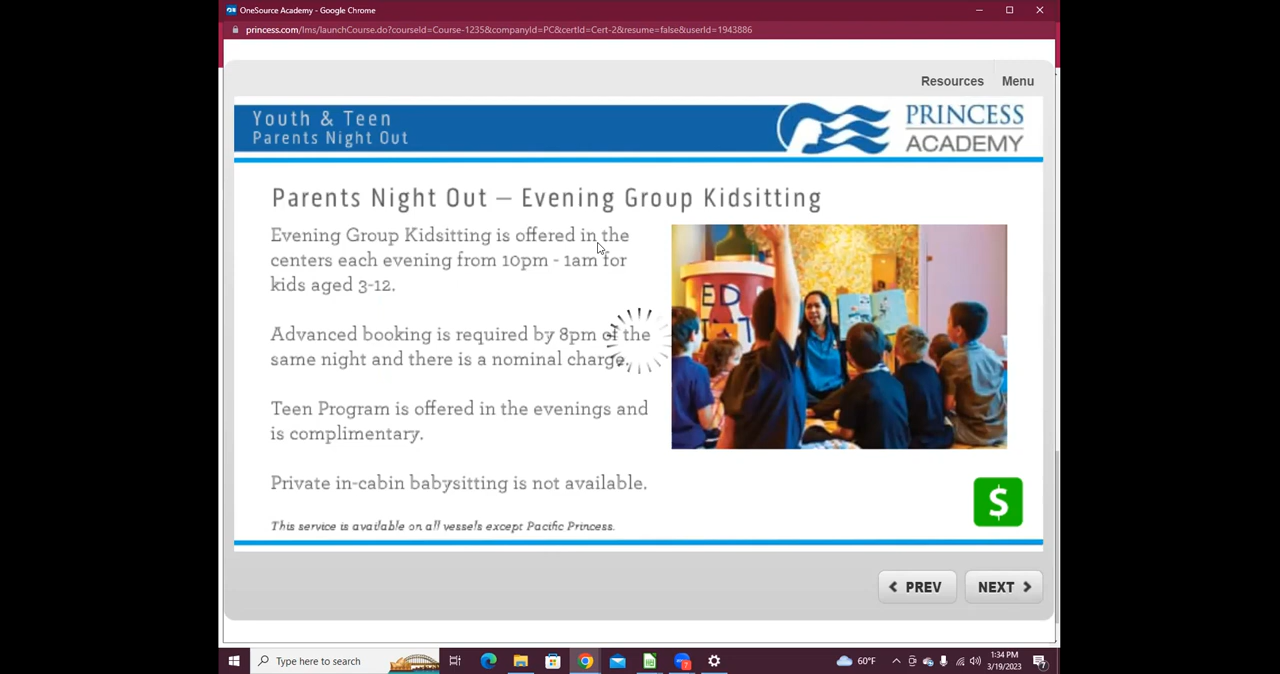 OneSource Academy - Google Chrome
princess.com/lms/launchCourse.do?courseId=Course-1235&companyId=PC&certId=Cert-2&resume=false&userId=1943886
Resources
Menu
Youth & Teen
Parents Night Out
PRINCESS
ACADEMY
Parents Night Out – Evening Group Kidsitting
Evening Group Kidsitting is offered in the
centers each evening from 10pm - 1am for
kids aged 3-12.
Advanced booking is required by 8pm of the
same night and there is a nominal charge.
Teen Program is offered in the evenings and
is complimentary.
Private in-cabin babysitting is not available.
This service is available on all vessels except Pacific Princess.
$
PREV
NEXT
Type here to search
60°F
1:34 PM
3/19/2023